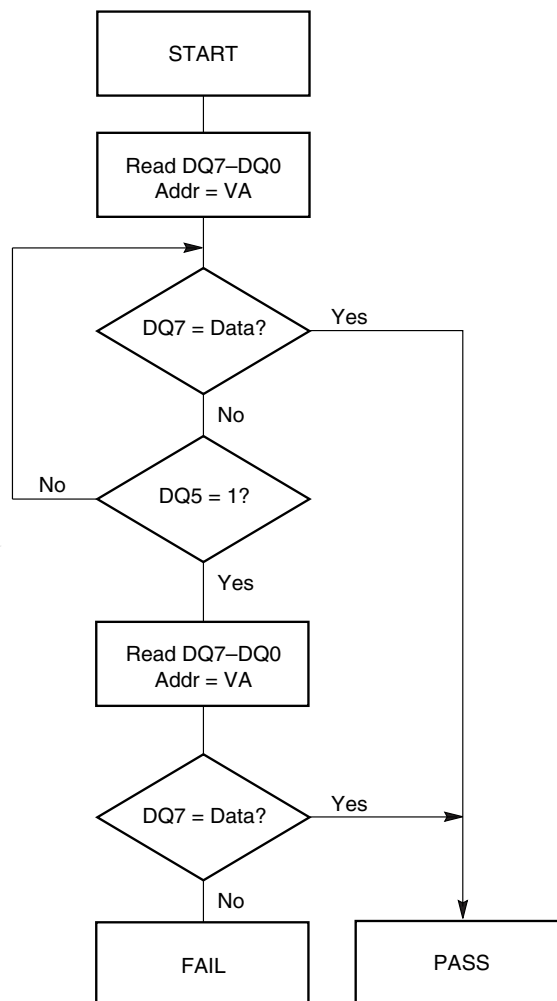 START
Read DQ7–DQ0
Addr = VA
DQ7 = Data?
Yes
No
No
DQ5 = 1?
Yes
Read DQ7–DQ0
Addr = VA
DQ7 = Data?
Yes
No
FAIL
PASS